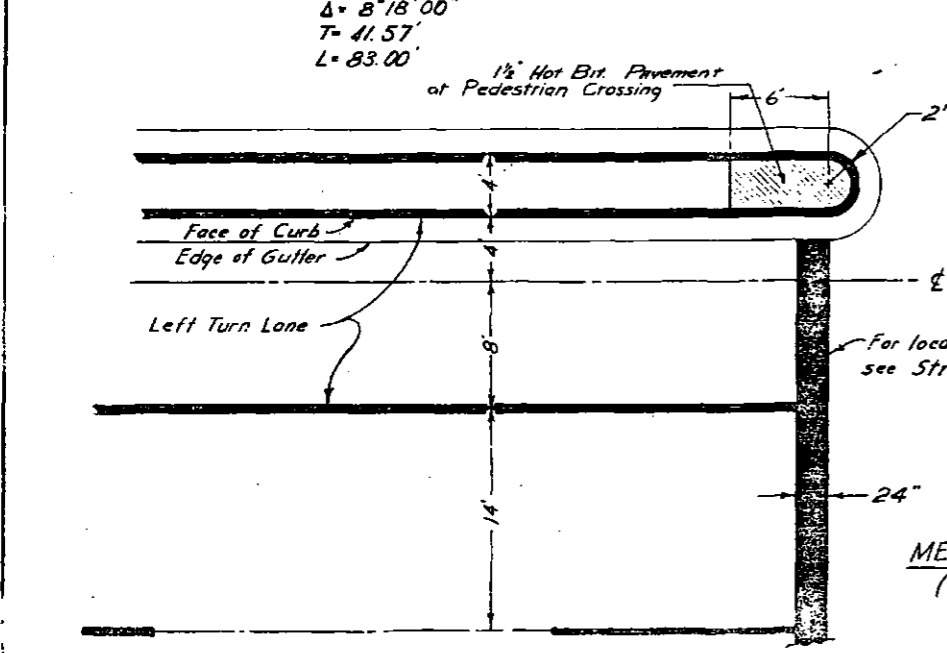 Δ= 8°18'00"
T= 41.57'
L= 83.00'
1½" Hot Bit. Pavement
at Pedestrian Crossing
6'
2'
4'
Face of Curb
Edge of Gutter
4'
℄
Left Turn Lane
8'
For loca
see Str
24"
14'
ME
(